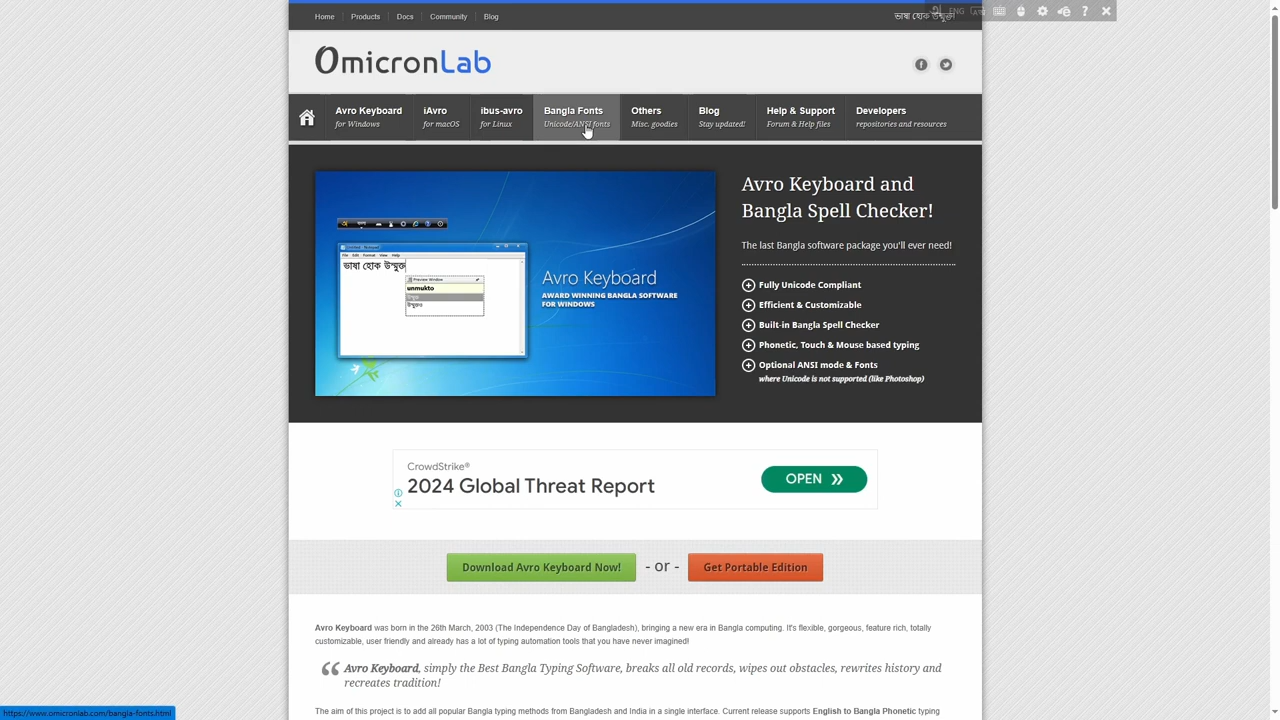 Home Products Docs Community Blog
ভাষা হোক উন্মুক্ত
ENG
OmicronLab
Avro Keyboard
for Windows
iAvro
for macOS
ibus-avro
for Linux
Bangla Fonts
Unicode/ANSI fonts
Others
Misc. goodies
Blog
Stay updated!
Help & Support
Forum & Help files
Developers
repositories and resources
ভাষা হোক উন্মুক্ত
Preview Window
unmukto
Avro Keyboard
AWARD WINNING BANGLA SOFTWARE
FOR WINDOWS
Avro Keyboard and
Bangla Spell Checker!
The last Bangla software package you'll ever need!
Fully Unicode Compliant
Efficient & Customizable
Built-in Bangla Spell Checker
Phonetic, Touch & Mouse based typing
Optional ANSI mode & Fonts
where Unicode is not supported (like Photoshop)
CrowdStrike®
2024 Global Threat Report
OPEN
Download Avro Keyboard Now!
- or -
Get Portable Edition
Avro Keyboard was born in the 26th March, 2003 (The Independence Day of Bangladesh), bringing a new era in Bangla computing. It's flexible, gorgeous, feature rich, totally
customizable, user friendly and already has a lot of typing automation tools that you have never imagined!
Avro Keyboard, simply the Best Bangla Typing Software, breaks all old records, wipes out obstacles, rewrites history and
recreates tradition!
The aim of this project is to add all popular Bangla typing methods from Bangladesh and India in a single interface. Current release supports English to Bangla Phonetic typing
https://www.omicronlab.com/bangla-fonts.html